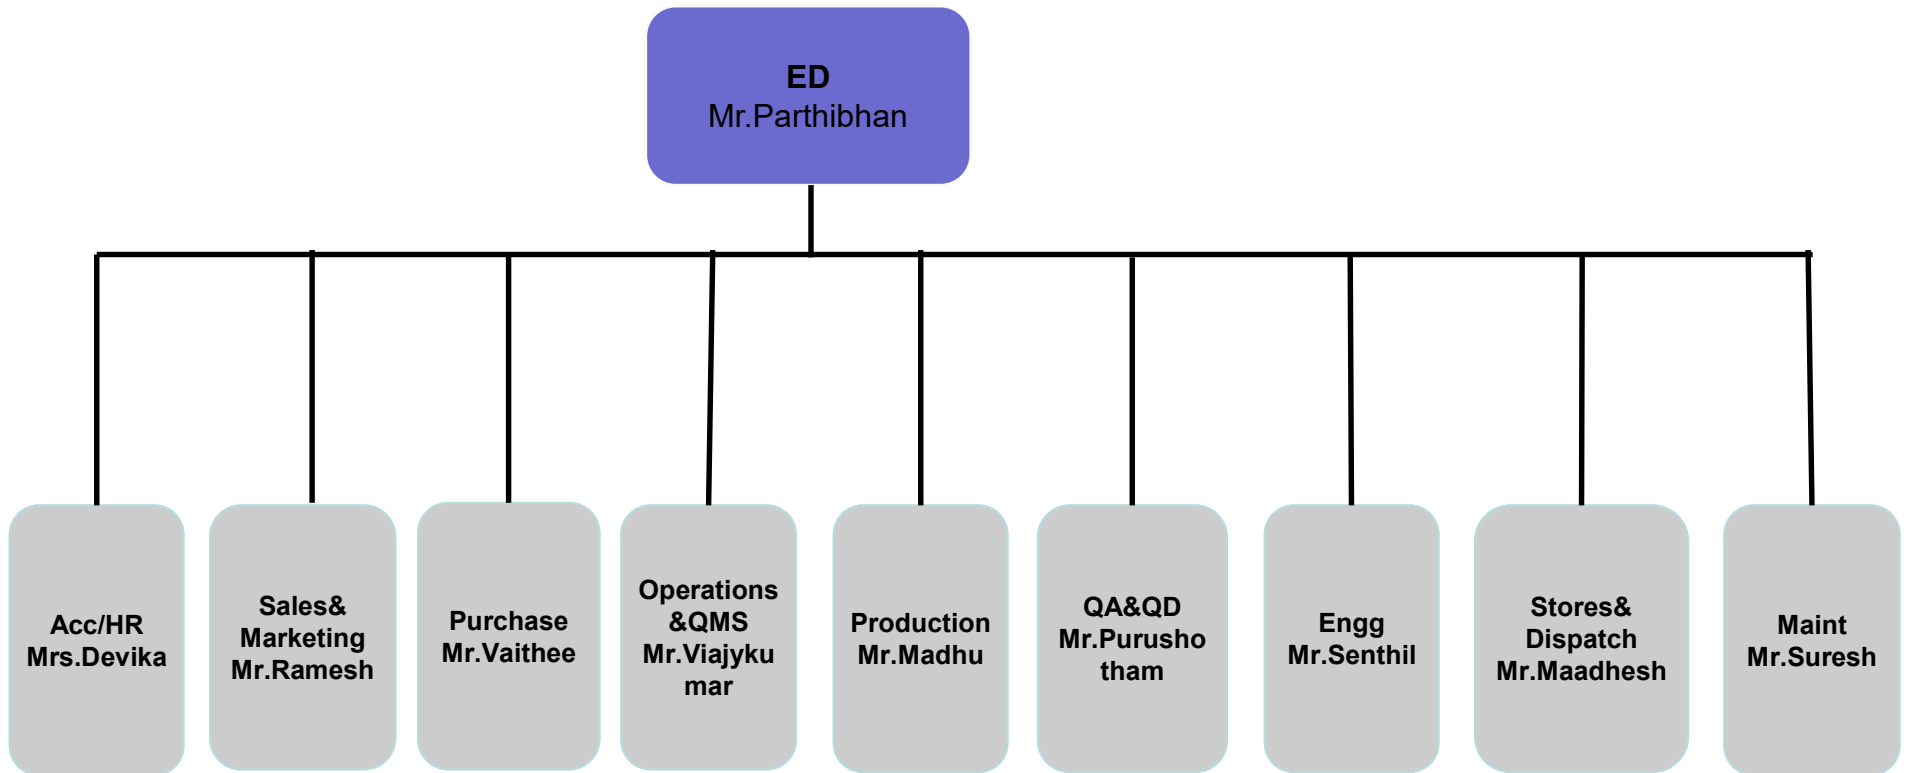 ED
Mr.Parthibhan
Acc/HR
Mrs.Devika
Sales&
Marketing
Mr.Ramesh
Purchase
Mr.Vaithee
Operations
&QMS
Mr.Viajyku
mar
Production
Mr.Madhu
QA&QD
Mr.Purusho
tham
Engg
Mr.Senthil
Stores&
Dispatch
Mr.Maadhesh
Maint
Mr.Suresh